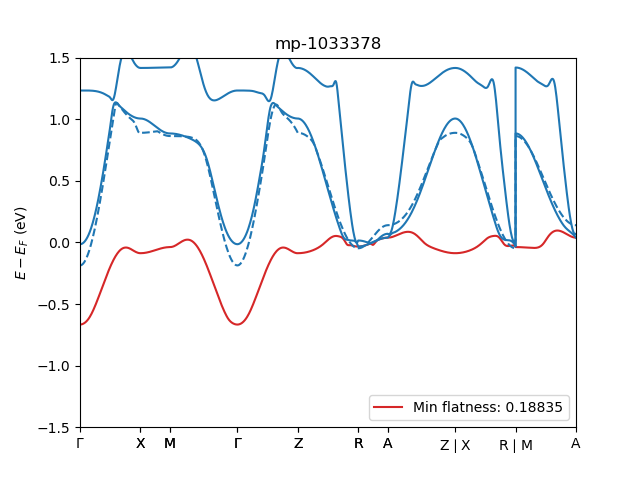 mp-1033378
E − E_F (eV)
1.5
1.0
0.5
0.0
−0.5
−1.0
−1.5
Min flatness: 0.18835
Γ X M Γ Z R A Z | X R | M A